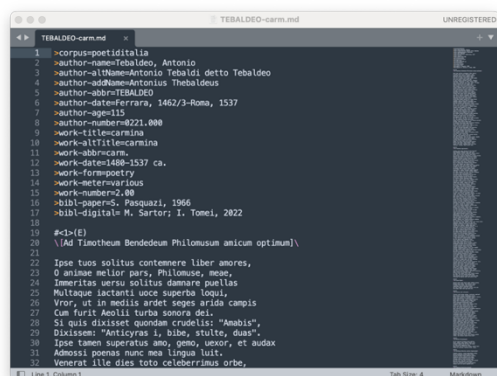 TEBALDEO-carm.md
UNREGISTERED
TEBALDEO-carm.md ×
1 >corpus=poetiditalia
2 >author-name=Tebaldeo, Antonio
3 >author-altName=Antonio Tebaldi detto Tebaldeo
4 >author-addName=Antonius Thebaldeus
5 >author-abbr=TEBALDEO
6 >author-date=Ferrara, 1462/3-Roma, 1537
7 >author-age=115
8 >author-number=0221.000
9 >work-title=carmina
10 >work-altTitle=carmina
11 >work-abbr=carm.
12 >work-date=1480-1537 ca.
13 >work-form=poetry
14 >work-meter=various
15 >work-number=2.00
16 >bibl-paper=S. Pasquazi, 1966
17 >bibl-digital= M. Sartor; I. Tomei, 2022
18
19 #<1>(E)
20 \[Ad Timotheum Bendedeum Philomusum amicum optimum]\
21
22 Ipse tuos solitus contemnere liber amores,
23 O animae melior pars, Philomuse, meae,
24 Immeritas uersu solitus damnare puellas
25 Multaque iactanti uoce superba loqui,
26 Vror, ut in mediis ardet seges arida campis
27 Cum furit Aeolii turba sonora dei.
28 Si quis dixisset quondam crudelis: "Amabis",
29 Dixissem: "Anticyras i, bibe, stulte, duas".
30 Ipse tamen superatus amo, gemo, uexor, et audax
31 Admossi poenas nunc mea lingua luit.
32 Venerat ille dies toto celeberrimus orbe,
Line 1, Column 1
Tab Size: 4
Markdown